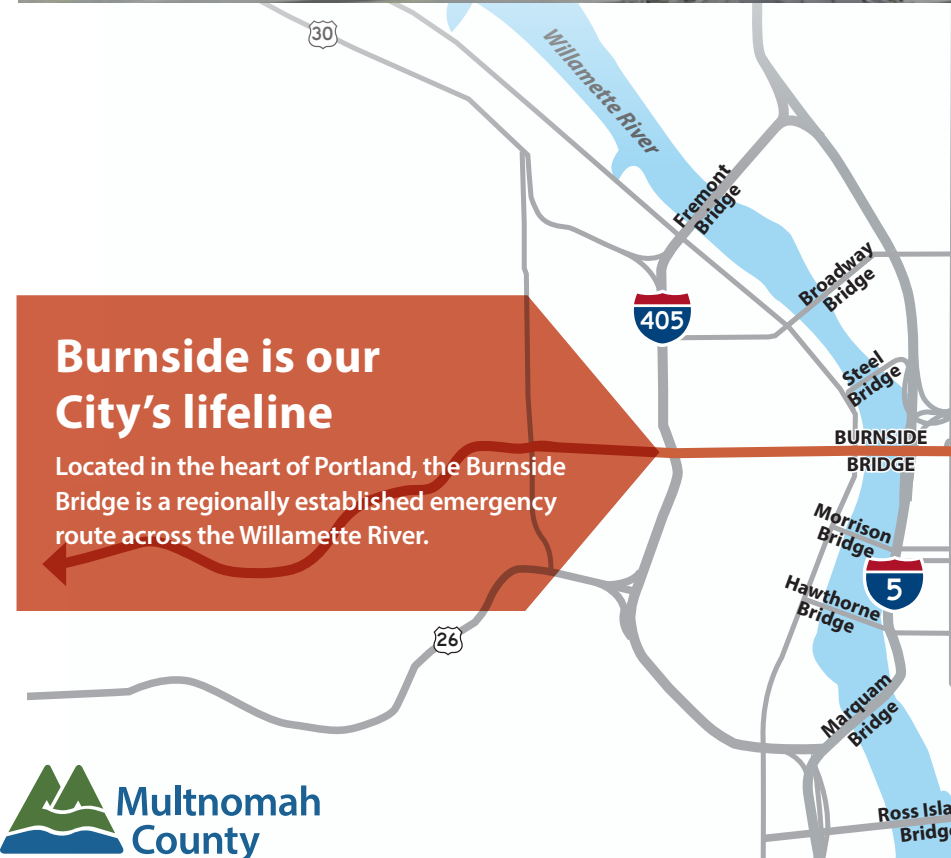 30
Willamette River
Fremont
Bridge
Broadway
Bridge
405
Steel
Bridge
Burnside is our
City's lifeline
Located in the heart of Portland, the Burnside
Bridge is a regionally established emergency
route across the Willamette River.
BURNSIDE
BRIDGE
Morrison
Bridge
5
Hawthorne
Bridge
26
Marquam
Bridge
Multnomah
County
Ross Isla
Bridg